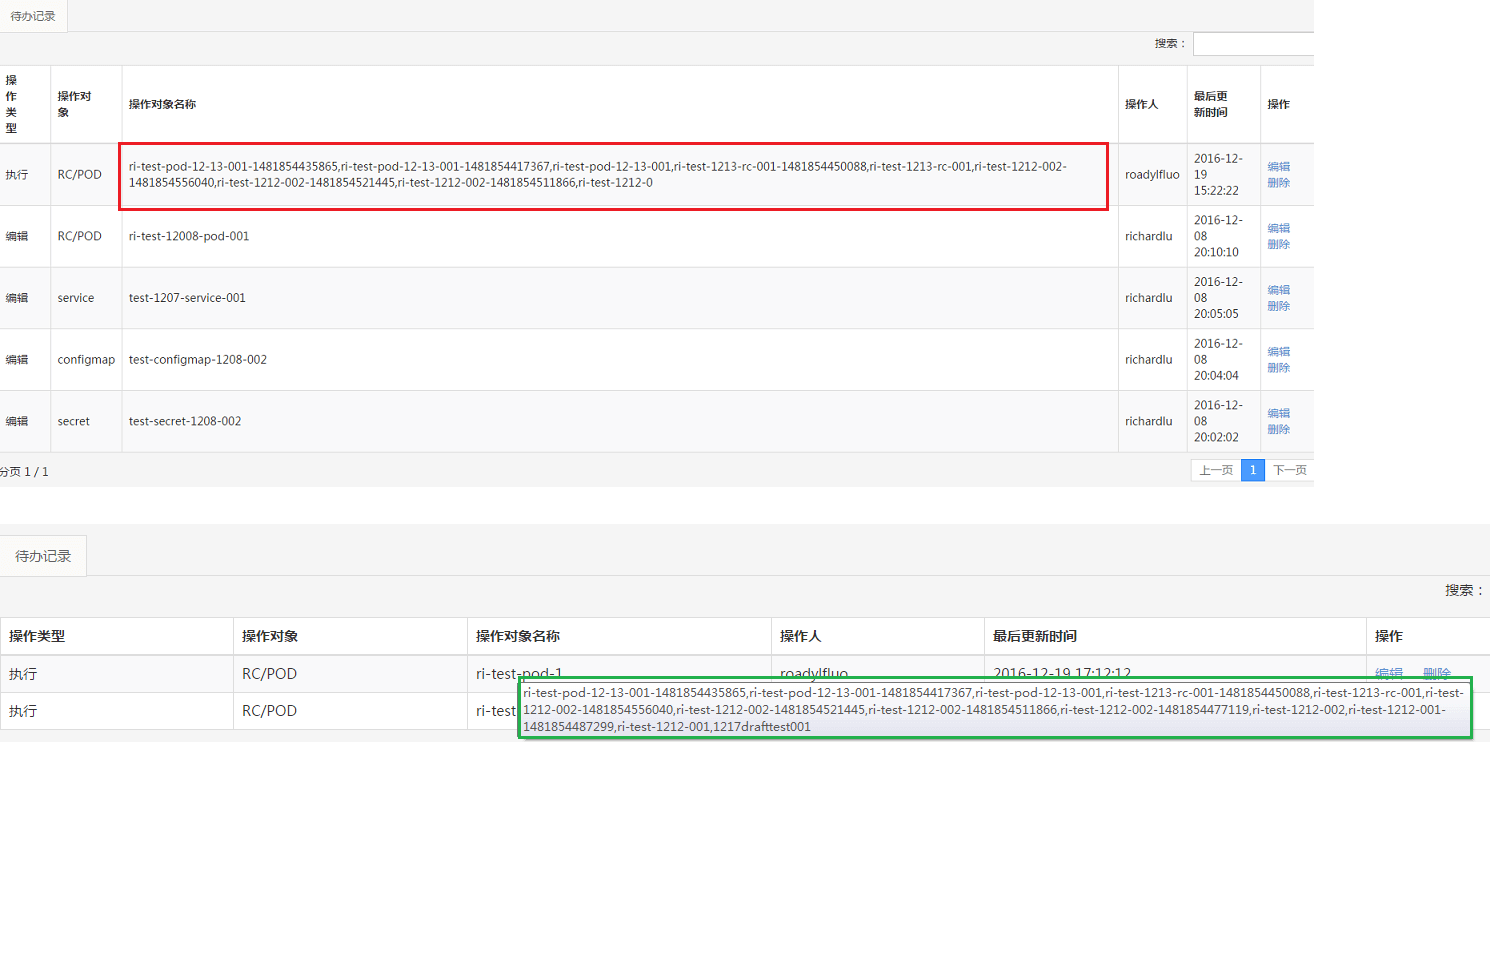 待办记录
搜索：
操作类型 操作对象 操作对象名称 操作人 最后更新时间 操作
执行 RC/POD ri-test-pod-12-13-001-1481854435865,ri-test-pod-12-13-001-1481854417367,ri-test-pod-12-13-001,ri-test-1213-rc-001-1481854450088,ri-test-1213-rc-001,ri-test-1212-002-
1481854556040,ri-test-1212-002-1481854521445,ri-test-1212-002-1481854511866,ri-test-1212-0 roadylfluo 2016-12-19 15:22:22 编辑 删除
编辑 RC/POD ri-test-12008-pod-001 richardlu 2016-12-08 20:10:10 编辑 删除
编辑 service test-1207-service-001 richardlu 2016-12-08 20:05:05 编辑 删除
编辑 configmap test-configmap-1208-002 richardlu 2016-12-08 20:04:04 编辑 删除
编辑 secret test-secret-1208-002 richardlu 2016-12-08 20:02:02 编辑 删除
分页 1 / 1 上一页 1 下一页
待办记录
搜索：
操作类型 操作对象 操作对象名称 操作人 最后更新时间 操作
执行 RC/POD ri-test-pod-1 roadylfluo 2016-12-19 17:12:12 编辑 删除
执行 RC/POD ri-test
ri-test-pod-12-13-001-1481854435865,ri-test-pod-12-13-001-1481854417367,ri-test-pod-12-13-001,ri-test-1213-rc-001-1481854450088,ri-test-1213-rc-001,ri-test-
1212-002-1481854556040,ri-test-1212-002-1481854521445,ri-test-1212-002-1481854511866,ri-test-1212-002-1481854477119,ri-test-1212-002,ri-test-1212-001-
1481854487299,ri-test-1212-001,1217drafttest001